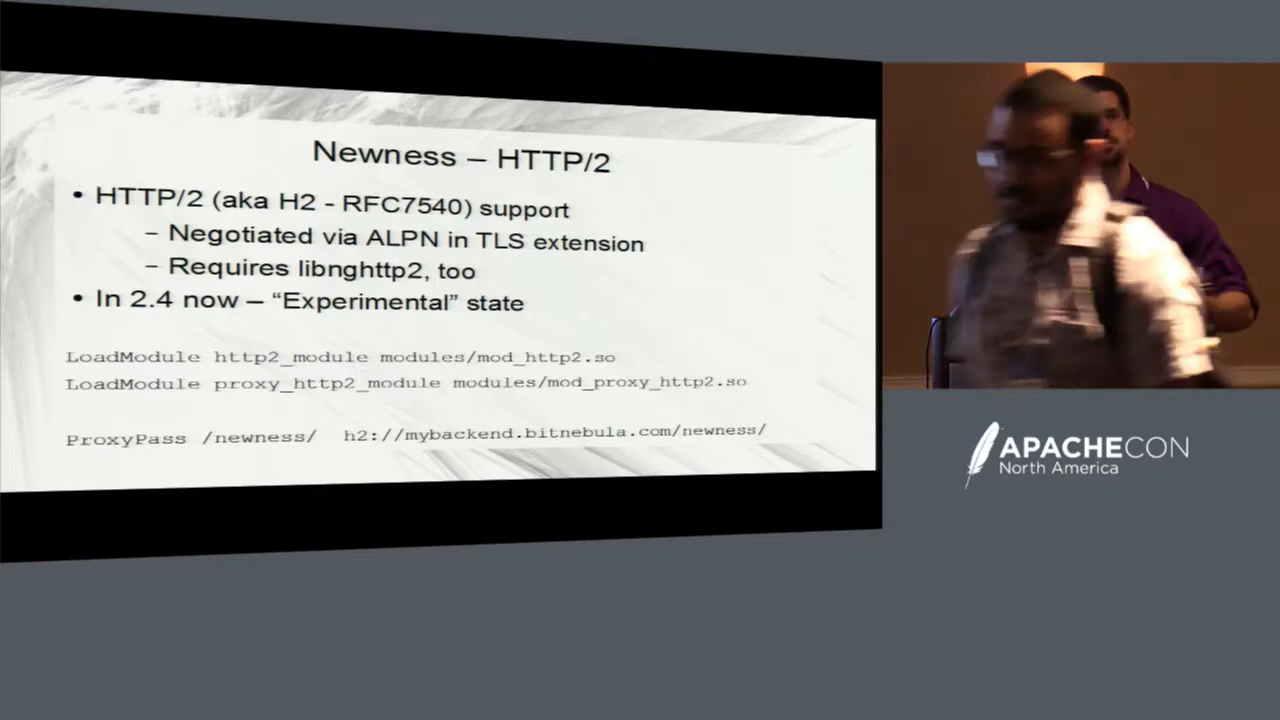 Newness – HTTP/2
• HTTP/2 (aka H2 - RFC7540) support
– Negotiated via ALPN in TLS extension
– Requires libnghttp2, too
• In 2.4 now – “Experimental” state
LoadModule http2_module modules/mod_http2.so
LoadModule proxy_http2_module modules/mod_proxy_http2.so
ProxyPass /newness/ h2://mybackend.bitnebula.com/newness/
APACHECON
North America